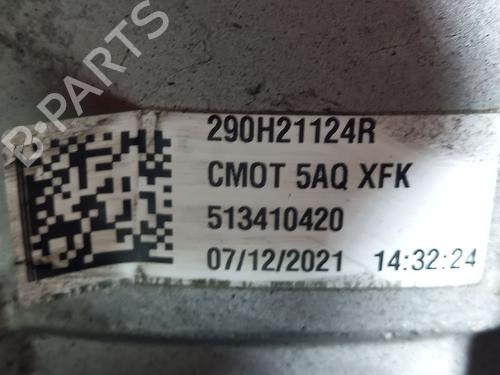 290H21124R
CMOT 5AQ XFK
513410420
07/12/2021 14:32:24
B-PARTS